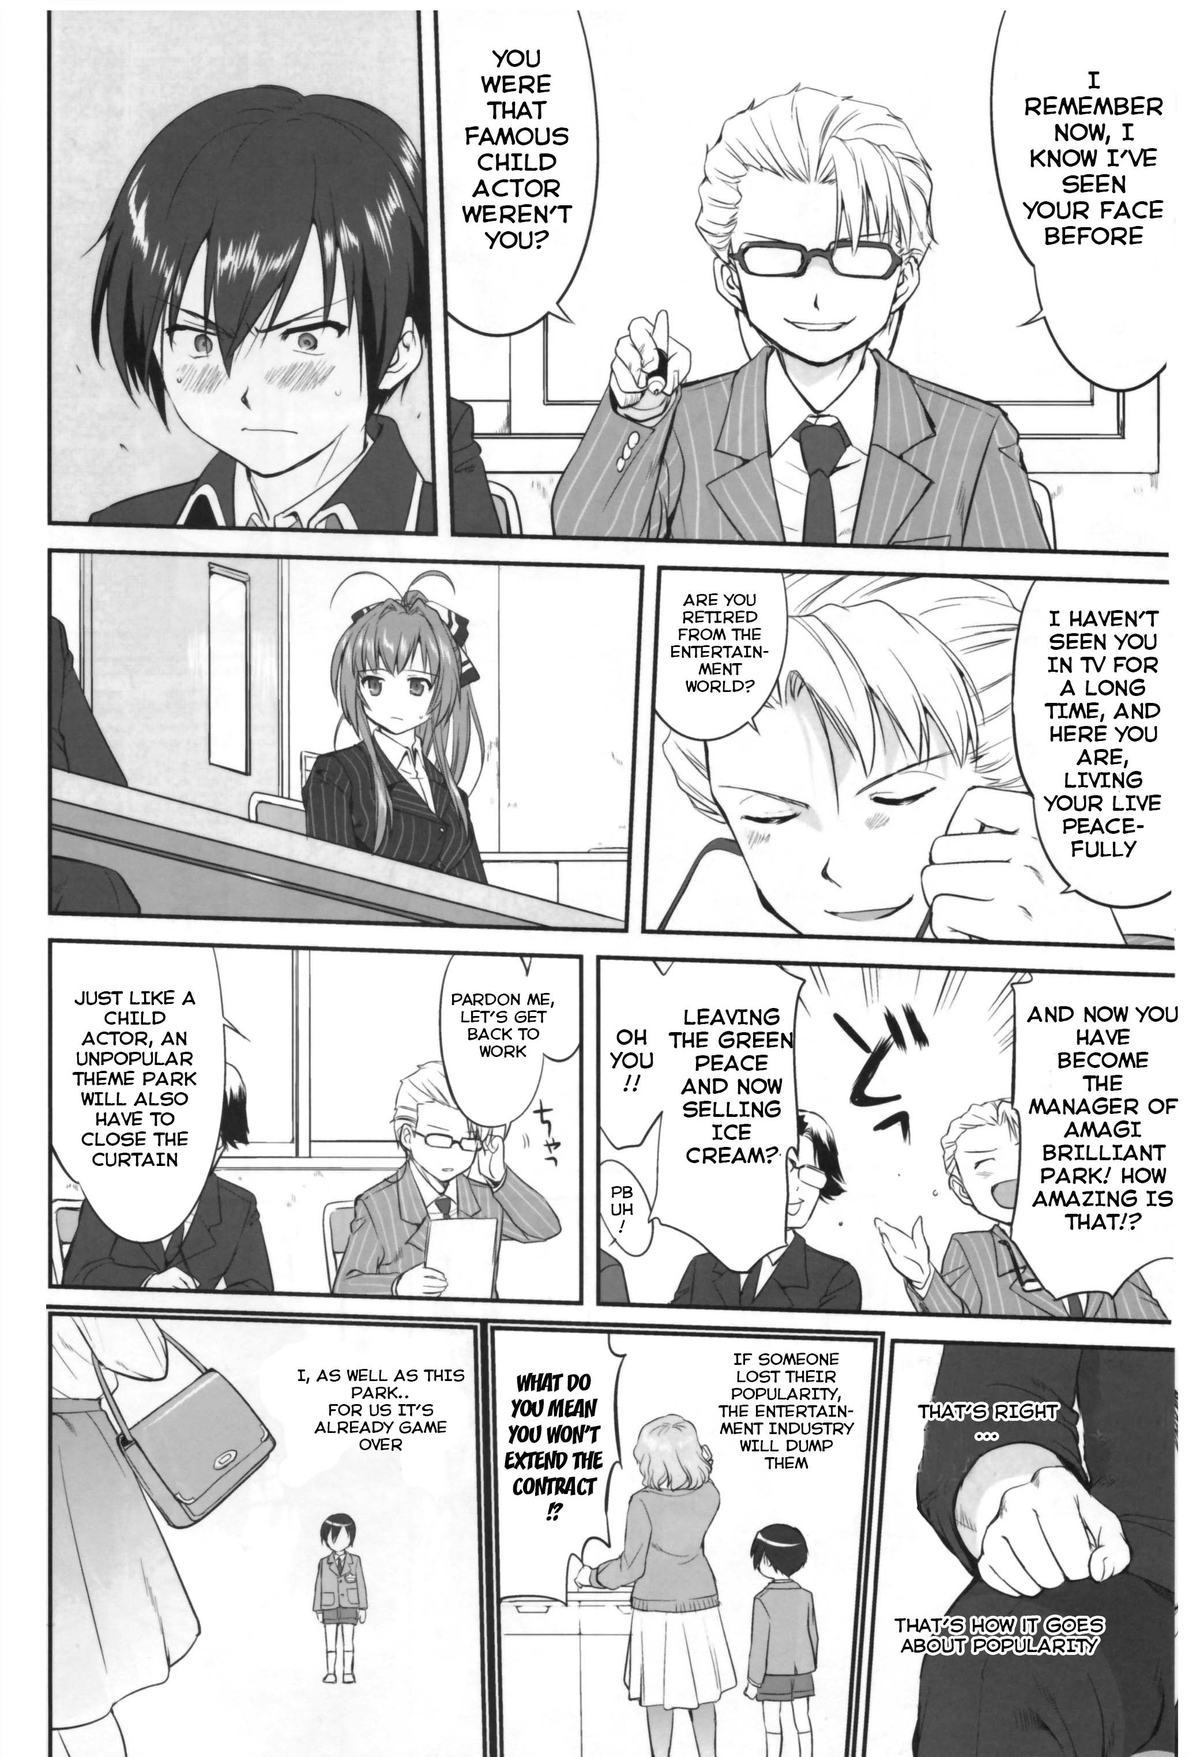 I
REMEMBER
NOW, I
KNOW I'VE
SEEN
YOUR FACE
BEFORE
YOU
WERE
THAT
FAMOUS
CHILD
ACTOR
WEREN'T
YOU?
I HAVEN'T
SEEN YOU
IN TV FOR
A LONG
TIME, AND
HERE YOU
ARE,
LIVING
YOUR LIVE
PEACE-
FULLY
ARE YOU
RETIRED
FROM THE
ENTERTAIN-
MENT
WORLD?
AND NOW YOU
HAVE
BECOME
THE
MANAGER OF
AMAGI
BRILLIANT
PARK! HOW
AMAZING IS
THAT!?
どっ
LEAVING
THE GREEN
PEACE
AND NOW
SELLING
ICE
CREAM?
OH
YOU
!!
PB
UH
!
PARDON ME,
LET'S GET
BACK TO
WORK
ちゃっ
JUST LIKE A
CHILD
ACTOR, AN
UNPOPULAR
THEME PARK
WILL ALSO
HAVE TO
CLOSE THE
CURTAIN
THAT'S RIGHT
...
THAT'S HOW IT GOES
ABOUT POPULARITY
IF SOMEONE
LOST THEIR
POPULARITY,
THE ENTERTAIN-
MENT INDUSTRY
WILL DUMP
THEM
WHAT DO
YOU MEAN
YOU WON'T
EXTEND THE
CONTRACT
!?
I, AS WELL AS THIS
PARK..
FOR US IT'S
ALREADY GAME
OVER